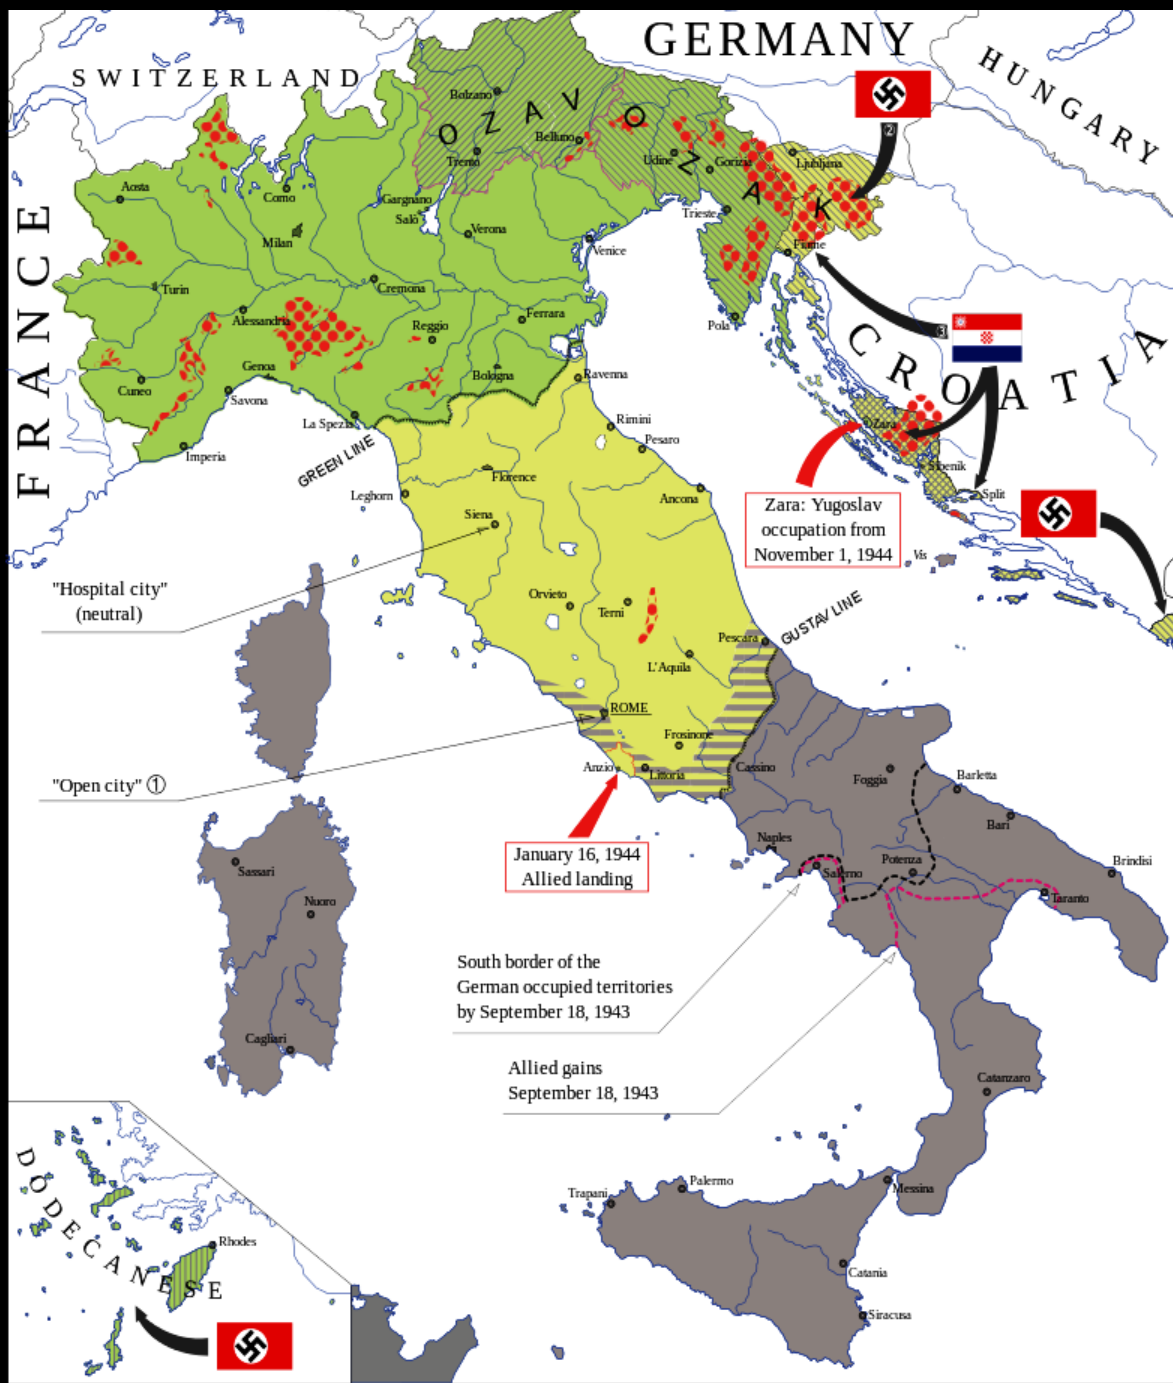 GERMANY
SWITZERLAND
HUNGARY
FRANCE
CROATIA
OZAV
OZAK
②
③
Bolzano
Belluno
Trento
Udine
Gorizia
Ljubljana
Aosta
Como
Gargnano
Salò
Trieste
Milan
Verona
Venice
Fiume
Turin
Cremona
Alessandria
Reggio
Ferrara
Pola
Genoa
Cuneo
Bologna
Ravenna
Savona
La Spezia
Imperia
GREEN LINE
Rimini
Pesaro
Zara
Šibenik
Split
Vis
Florence
Leghorn
Ancona
Siena
Zara: Yugoslav
occupation from
November 1, 1944
"Hospital city"
(neutral)
Orvieto
Terni
Pescara
GUSTAV LINE
L'Aquila
ROME
Frosinone
Anzio
Littoria
Cassino
"Open city" ①
January 16, 1944
Allied landing
Foggia
Barletta
Bari
Naples
Salerno
Potenza
Brindisi
Taranto
Sassari
Nuoro
Cagliari
South border of the
German occupied territories
by September 18, 1943
Allied gains
September 18, 1943
Catanzaro
Trapani
Palermo
Messina
Catania
Siracusa
DODECANESE
Rhodes